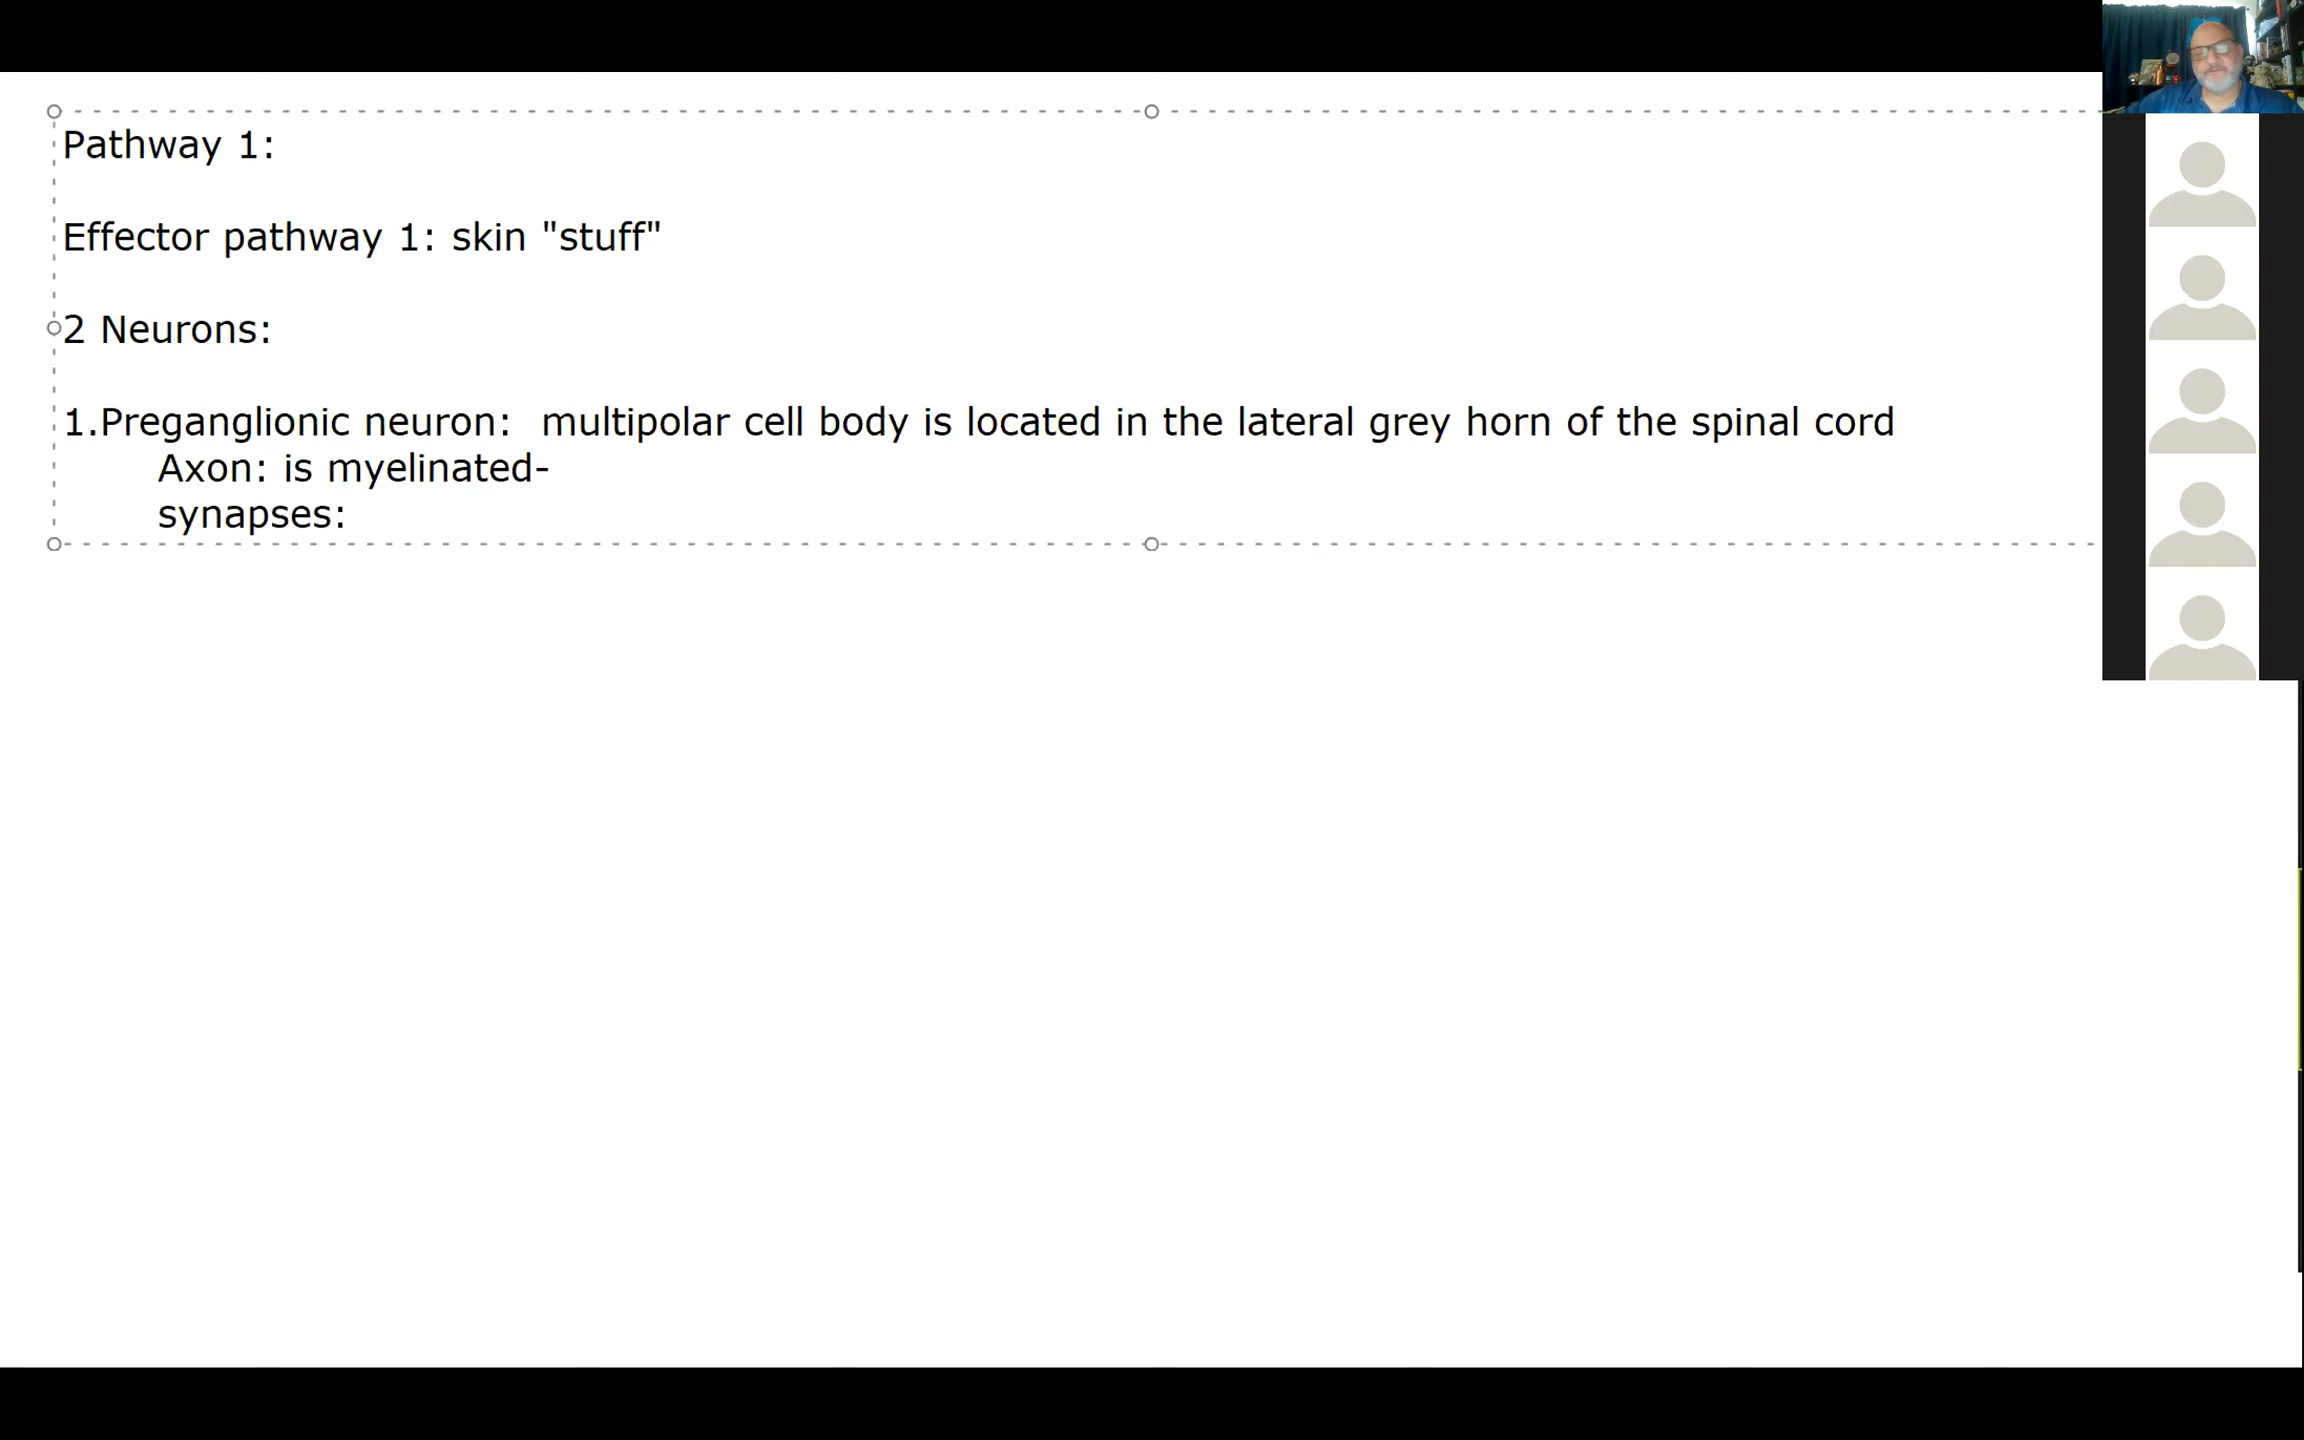 Pathway 1:
Effector pathway 1: skin "stuff"
2 Neurons:
1.Preganglionic neuron:  multipolar cell body is located in the lateral grey horn of the spinal cord
Axon: is myelinated-
synapses: